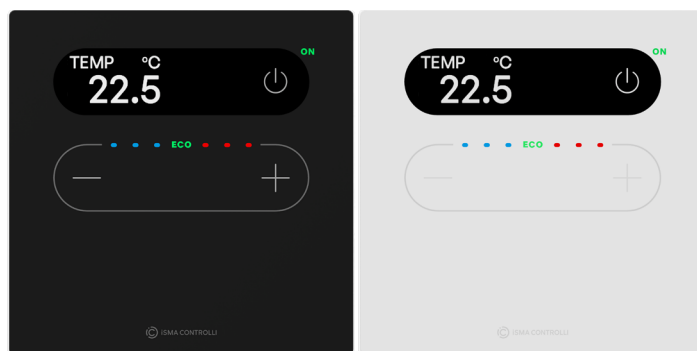 ON
TEMP °C
22.5
ECO
iSMA CONTROLLI
ON
TEMP °C
22.5
ECO
iSMA CONTROLLI